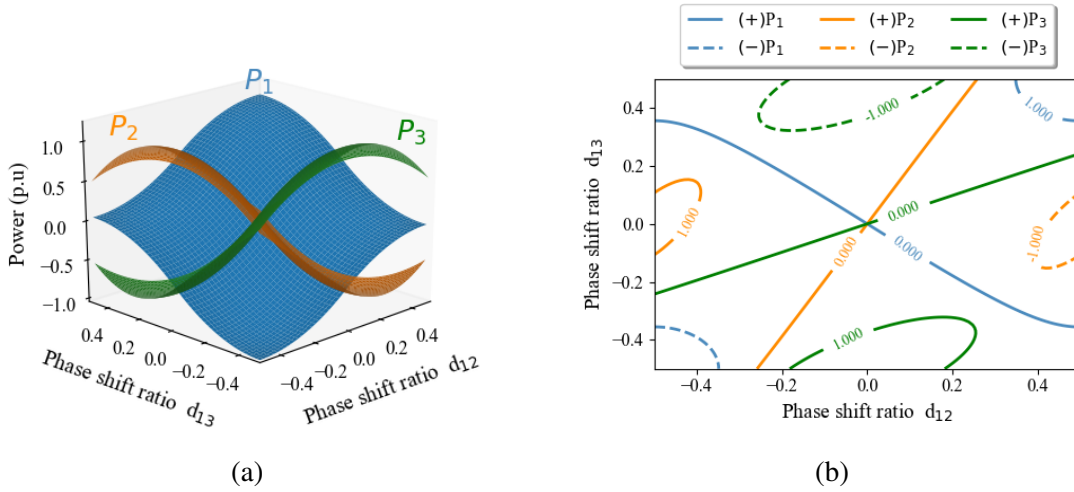 P1
P2
P3
Power (p.u)
1.0
0.5
0.0
−0.5
−1.0
0.4
0.2
0.0
−0.2
−0.4
Phase shift ratio d13
−0.4
−0.2
0.0
0.2
0.4
Phase shift ratio d12
(a)
(+)P1 (+)P2 (+)P3
(−)P1 (−)P2 (−)P3
Phase shift ratio d13
0.4
0.2
0.0
−0.2
−0.4
-1.000
1.000
0.000
1.000
0.000
0.000
-1.000
1.000
−0.4 −0.2 0.0 0.2 0.4
Phase shift ratio d12
(b)